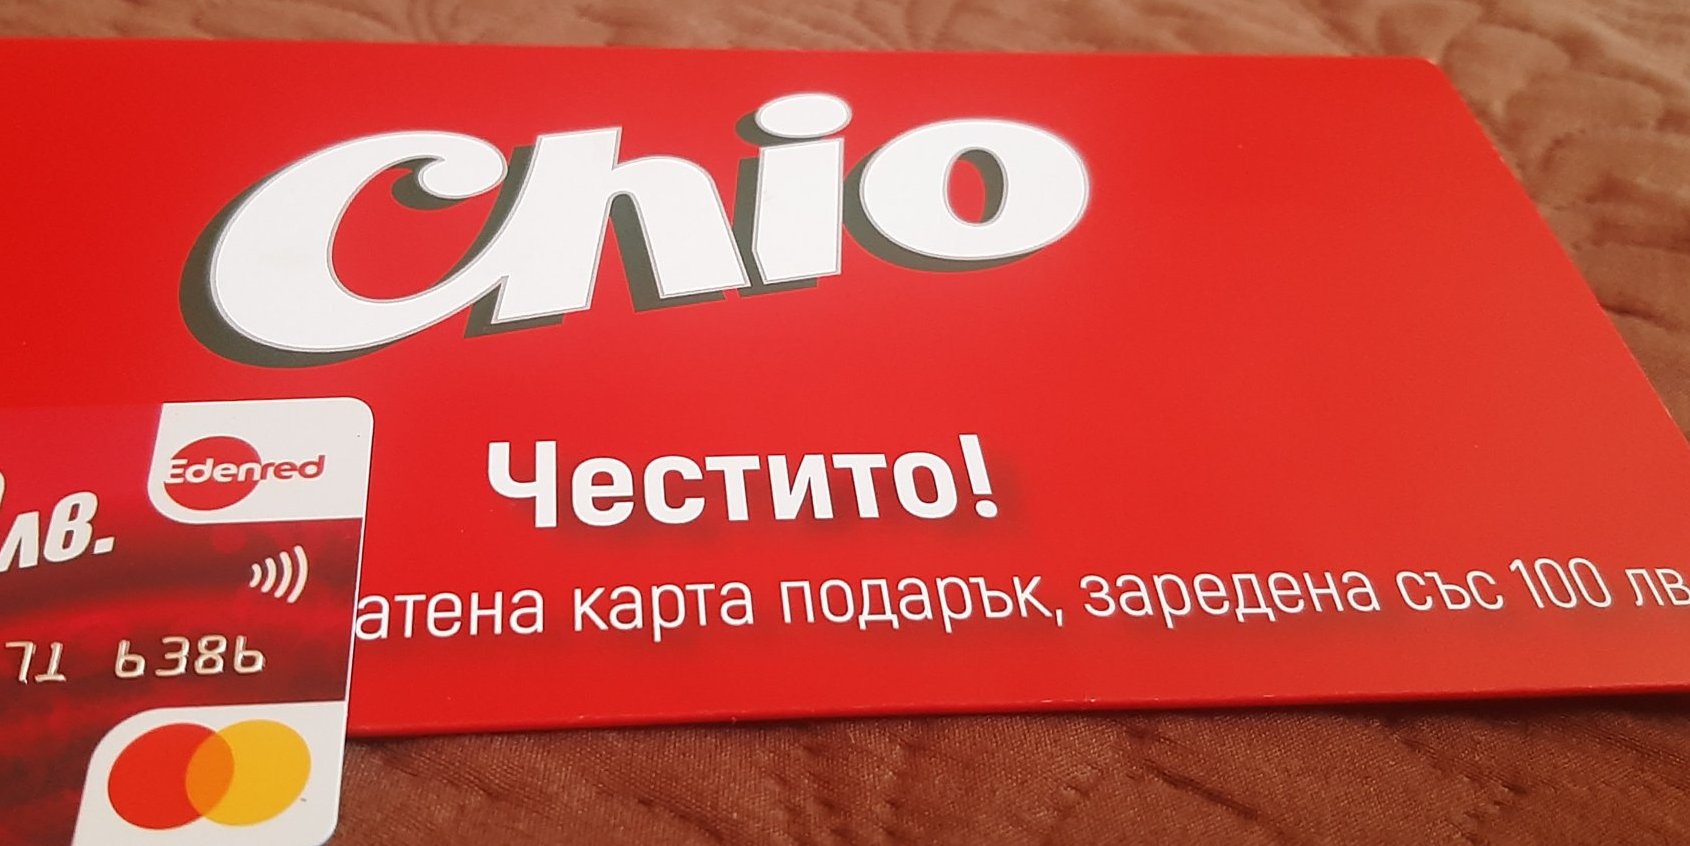 Chio
Edenred
лв.
Честито!
атена карта подарък, заредена със 100 лв
71 6386